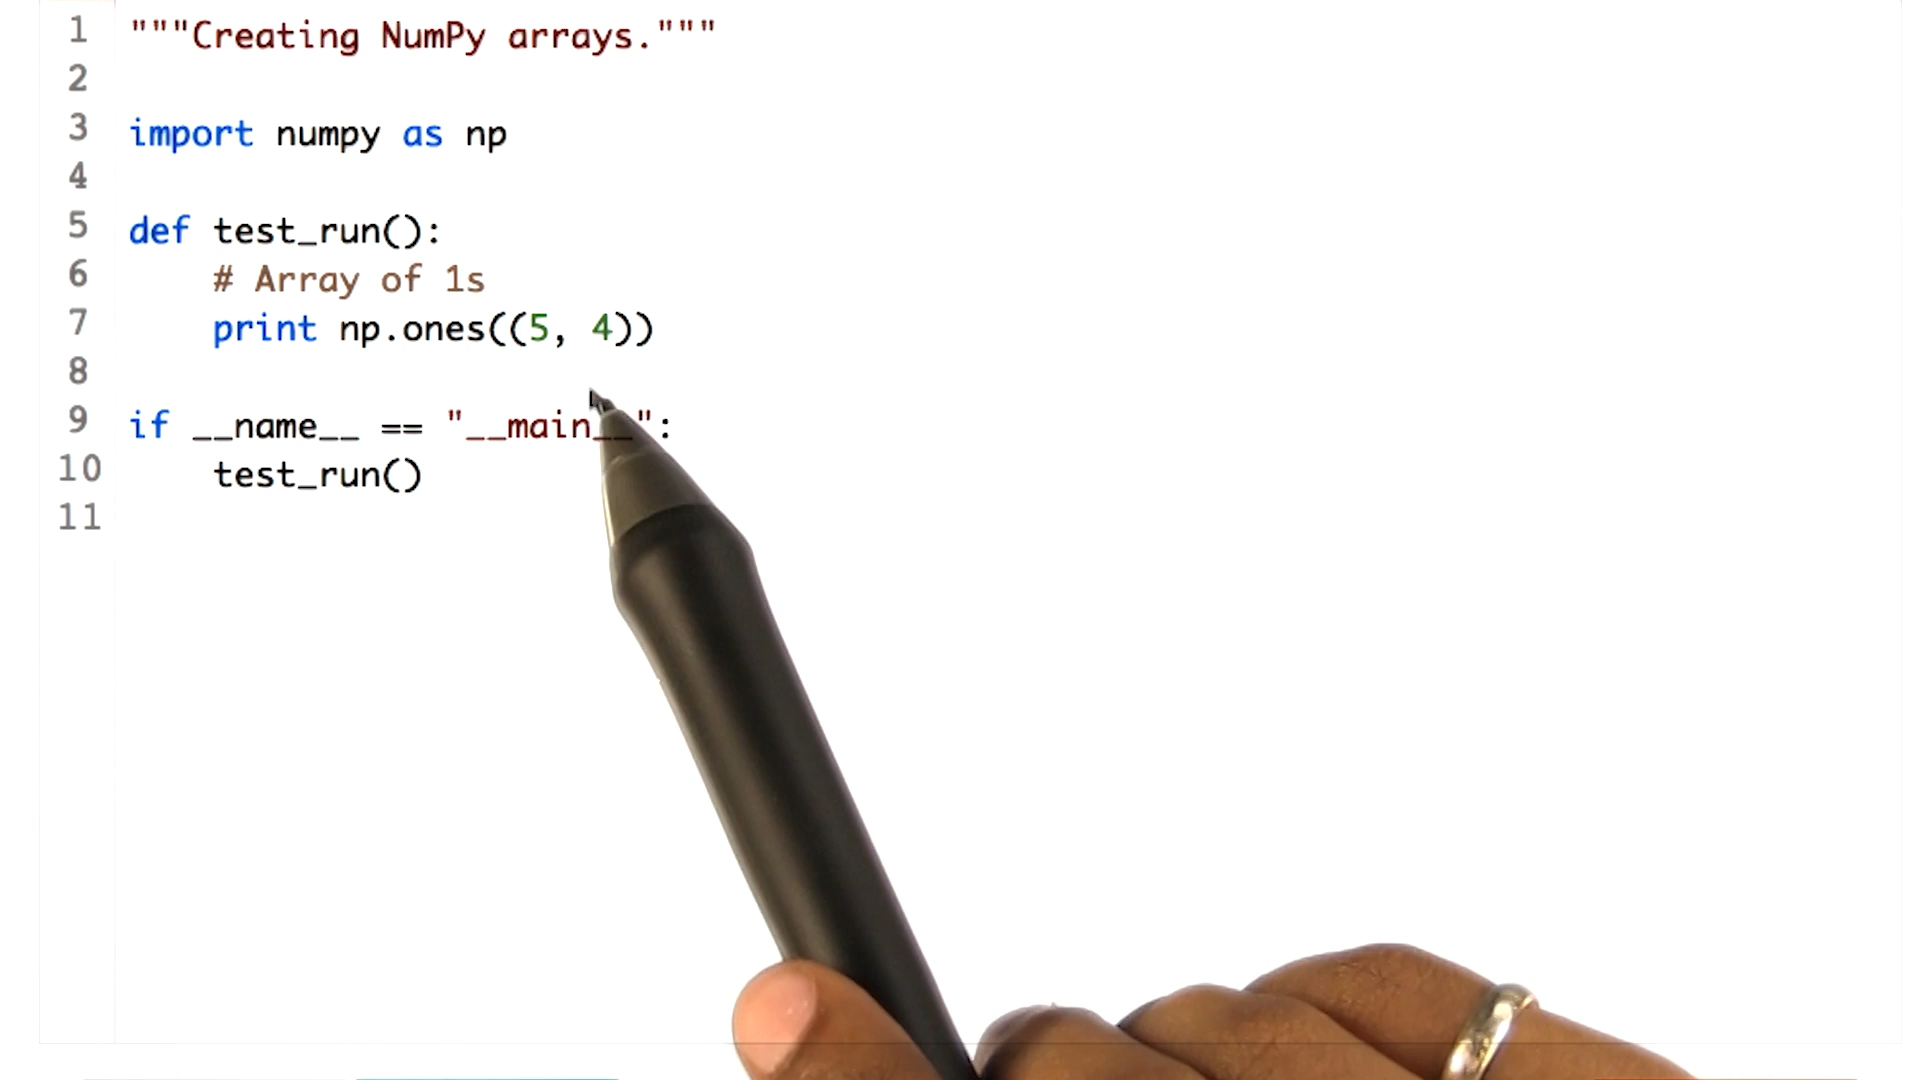 1 """Creating NumPy arrays."""
2
3 import numpy as np
4
5 def test_run():
6     # Array of 1s
7     print np.ones((5, 4))
8
9 if __name__ == "__main__":
10     test_run()
11